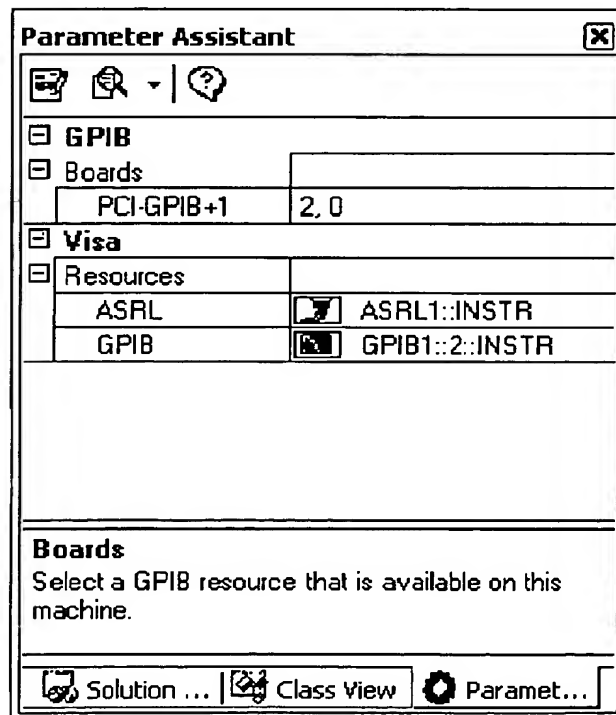 Parameter Assistant
GPIB
Boards
PCI-GPIB+1 2, 0
Visa
Resources
ASRL ASRL1::INSTR
GPIB GPIB1::2::INSTR
Boards
Select a GPIB resource that is available on this
machine.
Solution ... Class View Paramet...